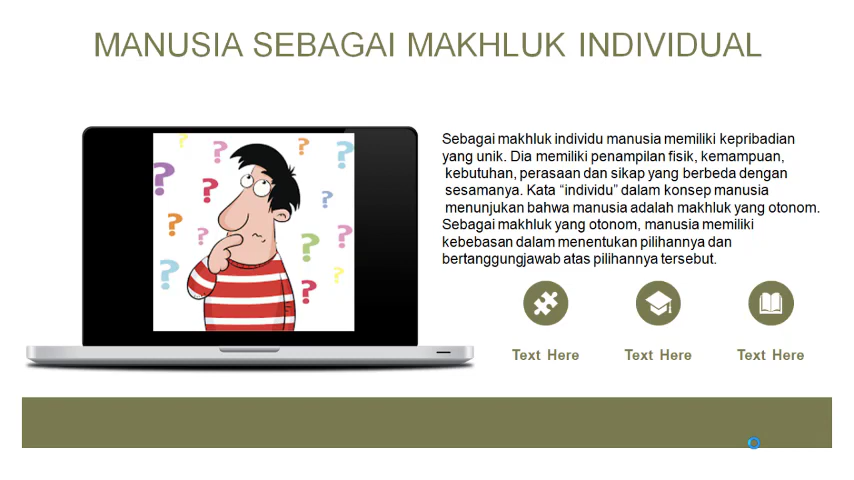 MANUSIA SEBAGAI MAKHLUK INDIVIDUAL
Sebagai makhluk individu manusia memiliki kepribadian
yang unik. Dia memiliki penampilan fisik, kemampuan,
kebutuhan, perasaan dan sikap yang berbeda dengan
sesamanya. Kata “individu” dalam konsep manusia
menunjukan bahwa manusia adalah makhluk yang otonom.
Sebagai makhluk yang otonom, manusia memiliki
kebebasan dalam menentukan pilihannya dan
bertanggungjawab atas pilihannya tersebut.
Text Here
Text Here
Text Here